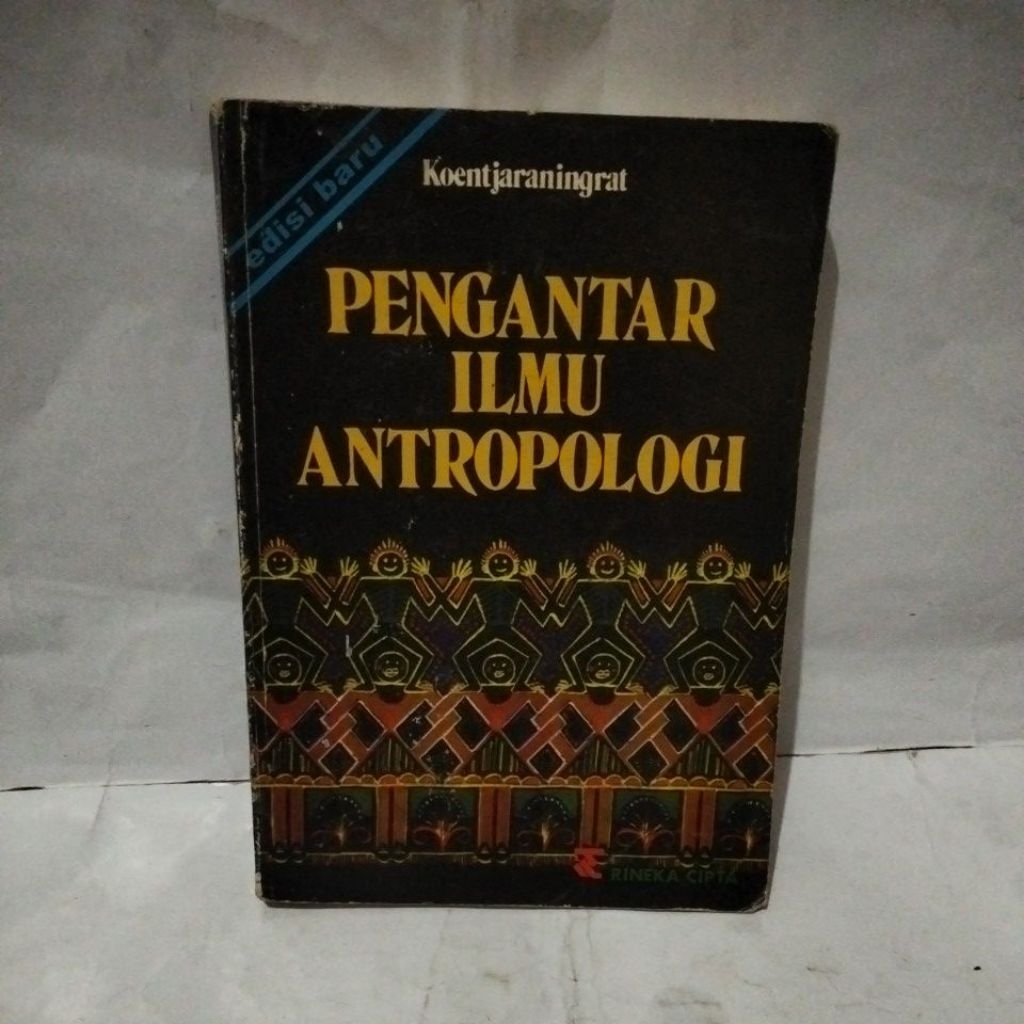 edisi baru
Koentjaraningrat
PENGANTAR
ILMU
ANTROPOLOGI
RINEKA CIPTA